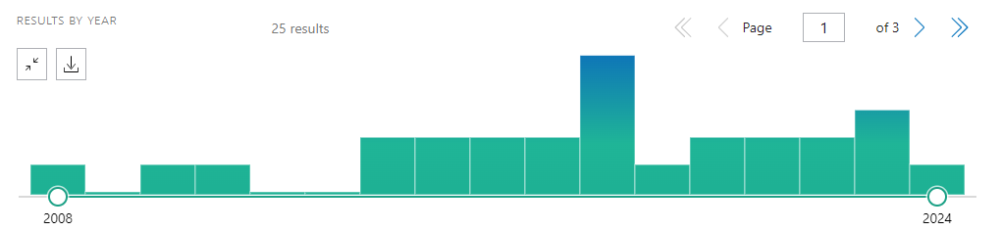 RESULTS BY YEAR
25 results
Page 1 of 3
2008
2024